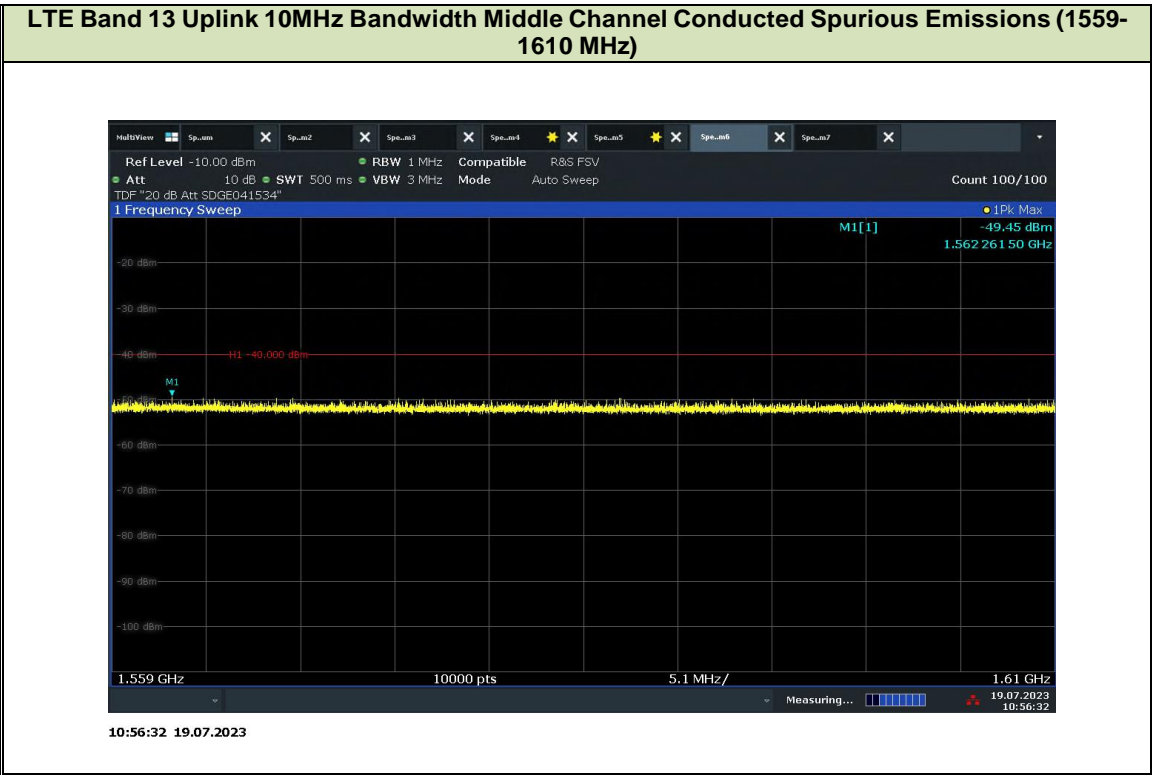 LTE Band 13 Uplink 10MHz Bandwidth Middle Channel Conducted Spurious Emissions (1559-
1610 MHz)
MultiView Sp...um Sp...m2 Spe...m3 Spe...m4 Spe...m5 Spe...m6 Spe...m7
Ref Level -10.00 dBm RBW 1 MHz Compatible R&S FSV
Att 10 dB SWT 500 ms VBW 3 MHz Mode Auto Sweep Count 100/100
TDF "20 dB Att SDGE041534"
1 Frequency Sweep 1Pk Max
M1[1] -49.45 dBm
1.562 261 50 GHz
-20 dBm
-30 dBm
-40 dBm H1 -40.000 dBm
M1
-50 dBm
-60 dBm
-70 dBm
-80 dBm
-90 dBm
-100 dBm
1.559 GHz 10000 pts 5.1 MHz/ 1.61 GHz
Measuring... 19.07.2023
10:56:32
10:56:32 19.07.2023